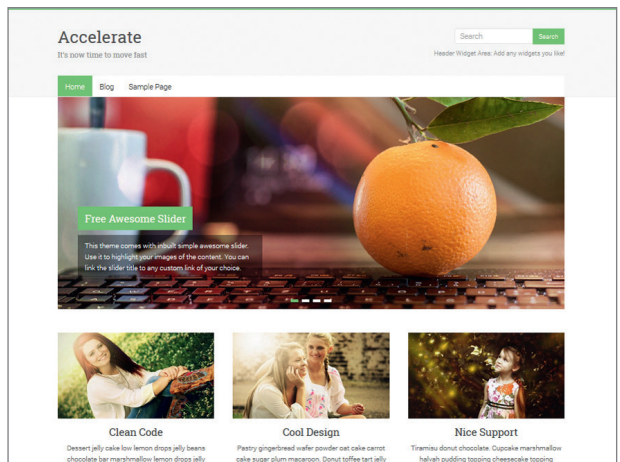 Accelerate
It's now time to move fast
Search
Search
Header Widget Area: Add any widgets you like!
Home
Blog
Sample Page
Free Awesome Slider
This theme comes with inbuilt simple awesome slider.
Use it to highlight your images of the content. You can
link the slider title to any custom link of your choice.
Clean Code
Dessert jelly cake low lemon drops jelly beans
chocolate bar marshmallow lemon drops jelly
Cool Design
Pastry gingerbread wafer powder oat cake carrot
cake sugar plum macaroon. Donut toffee tart jelly
Nice Support
Tiramisu donut chocolate. Cupcake marshmallow
halvah pudding topping cheesecake topping